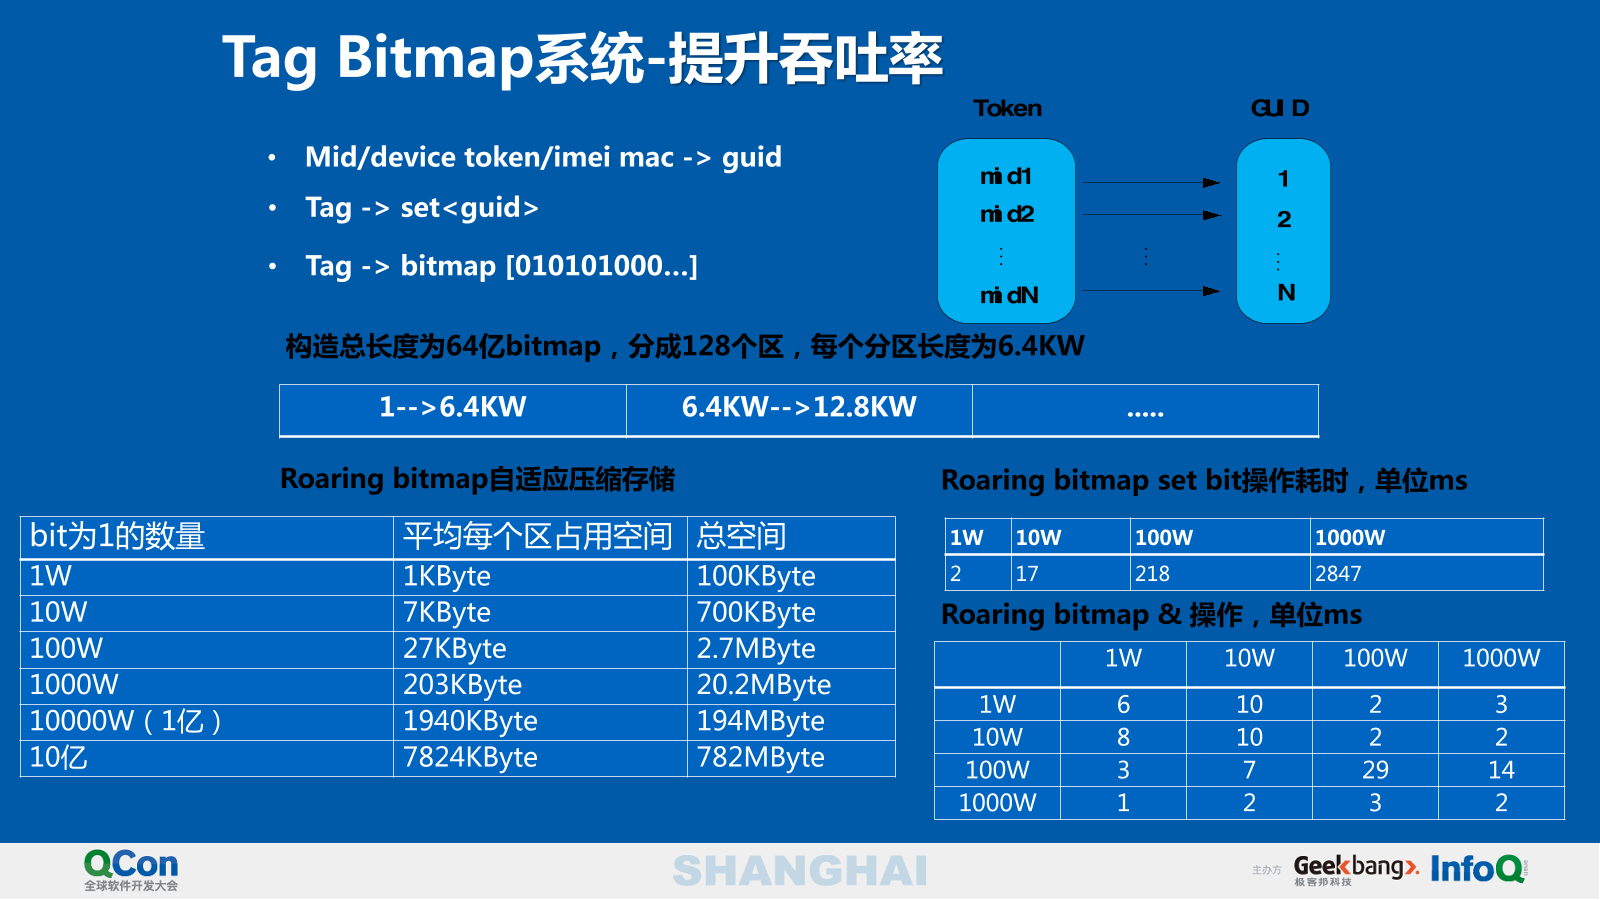 Tag Bitmap系统-提升吞吐率
• Mid/device token/imei mac -> guid
• Tag -> set<guid>
• Tag -> bitmap [010101000...]
Token GUID
mid1 1
mid2 2
⋮ ⋮ ⋮
midN N
构造总长度为64亿bitmap，分成128个区，每个分区长度为6.4KW
1-->6.4KW 6.4KW-->12.8KW .....
Roaring bitmap自适应压缩存储
bit为1的数量 平均每个区占用空间 总空间
1W 1KByte 100KByte
10W 7KByte 700KByte
100W 27KByte 2.7MByte
1000W 203KByte 20.2MByte
10000W（1亿） 1940KByte 194MByte
10亿 7824KByte 782MByte
Roaring bitmap set bit操作耗时，单位ms
1W 10W 100W 1000W
2 17 218 2847
Roaring bitmap & 操作，单位ms
1W 10W 100W 1000W
1W 6 10 2 3
10W 8 10 2 2
100W 3 7 29 14
1000W 1 2 3 2
QCon
全球软件开发大会
SHANGHAI
主办方 Geekbang>. InfoQ
极客邦科技